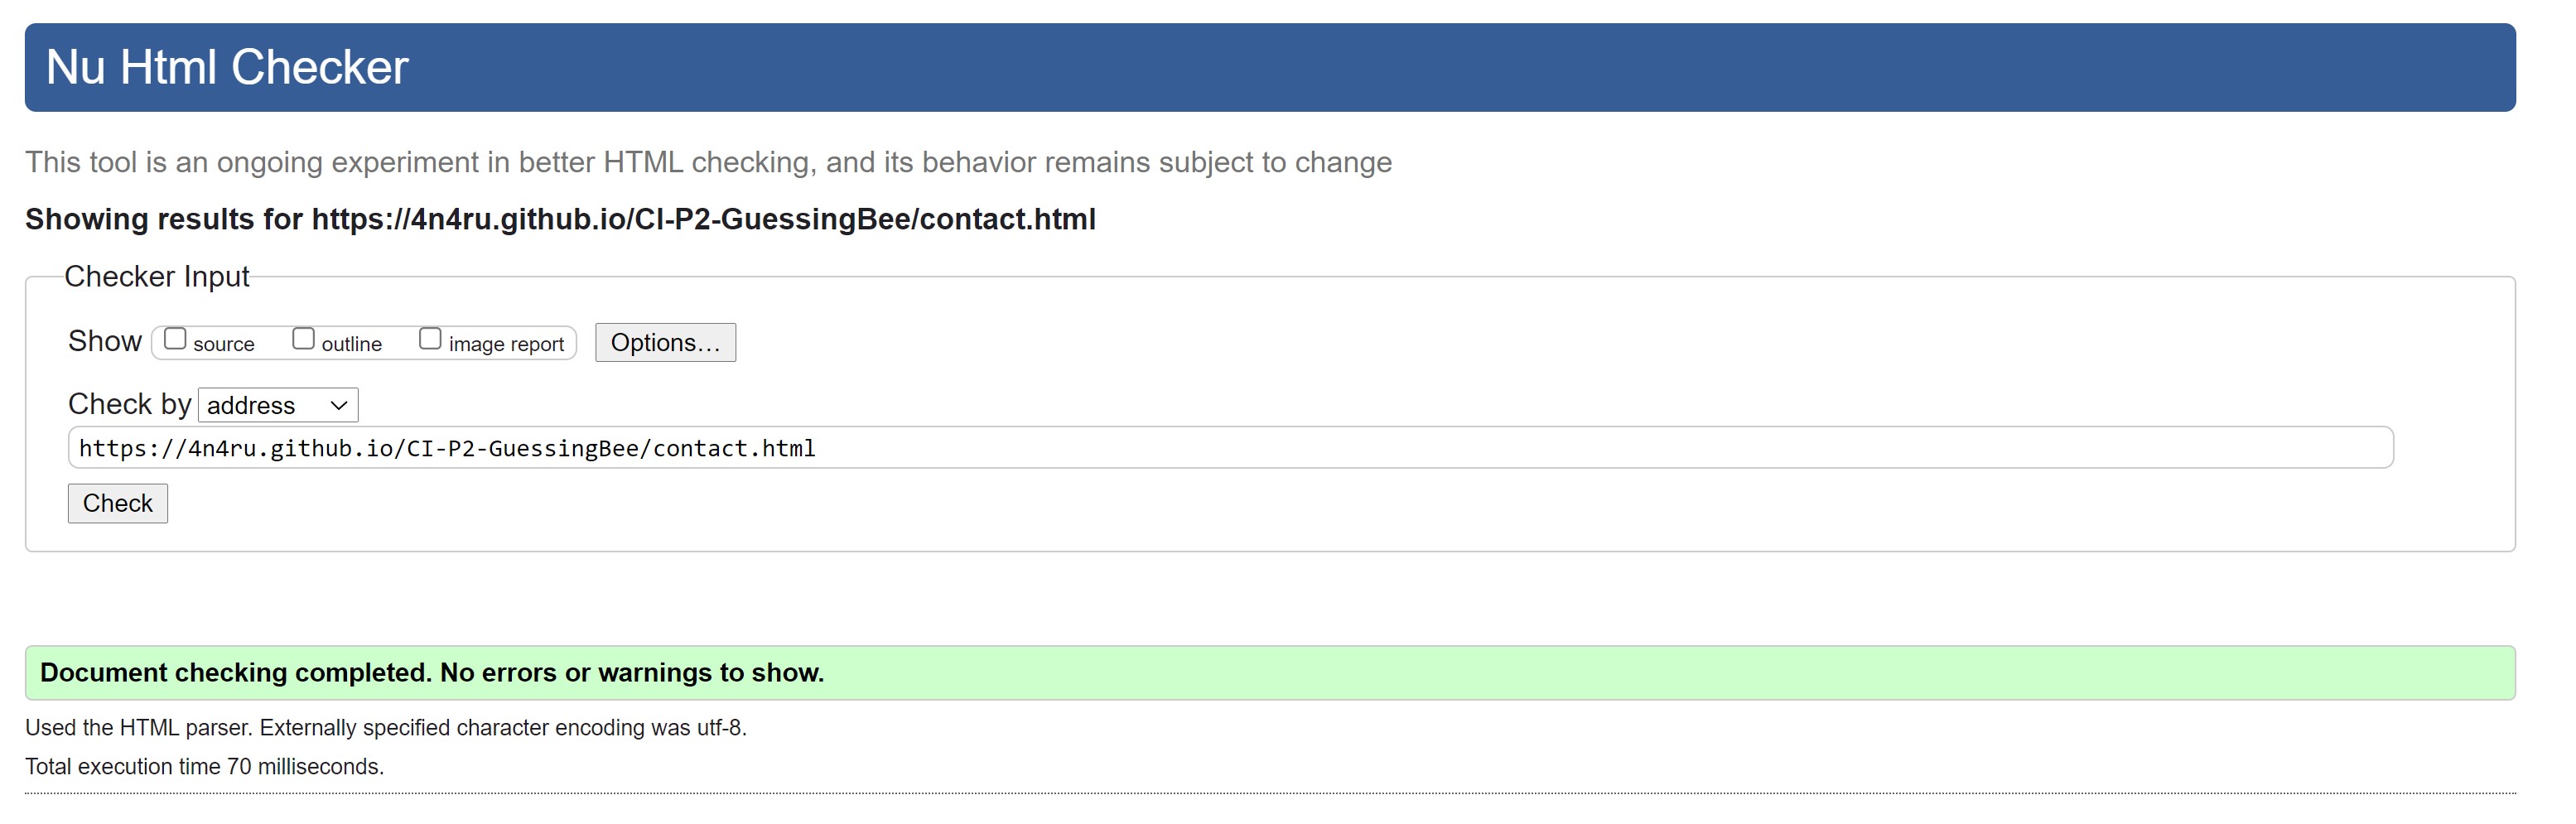 Nu Html Checker
This tool is an ongoing experiment in better HTML checking, and its behavior remains subject to change
Showing results for https://4n4ru.github.io/CI-P2-GuessingBee/contact.html
Checker Input
Show source outline image report Options...
Check by address
https://4n4ru.github.io/CI-P2-GuessingBee/contact.html
Check
Document checking completed. No errors or warnings to show.
Used the HTML parser. Externally specified character encoding was utf-8.
Total execution time 70 milliseconds.